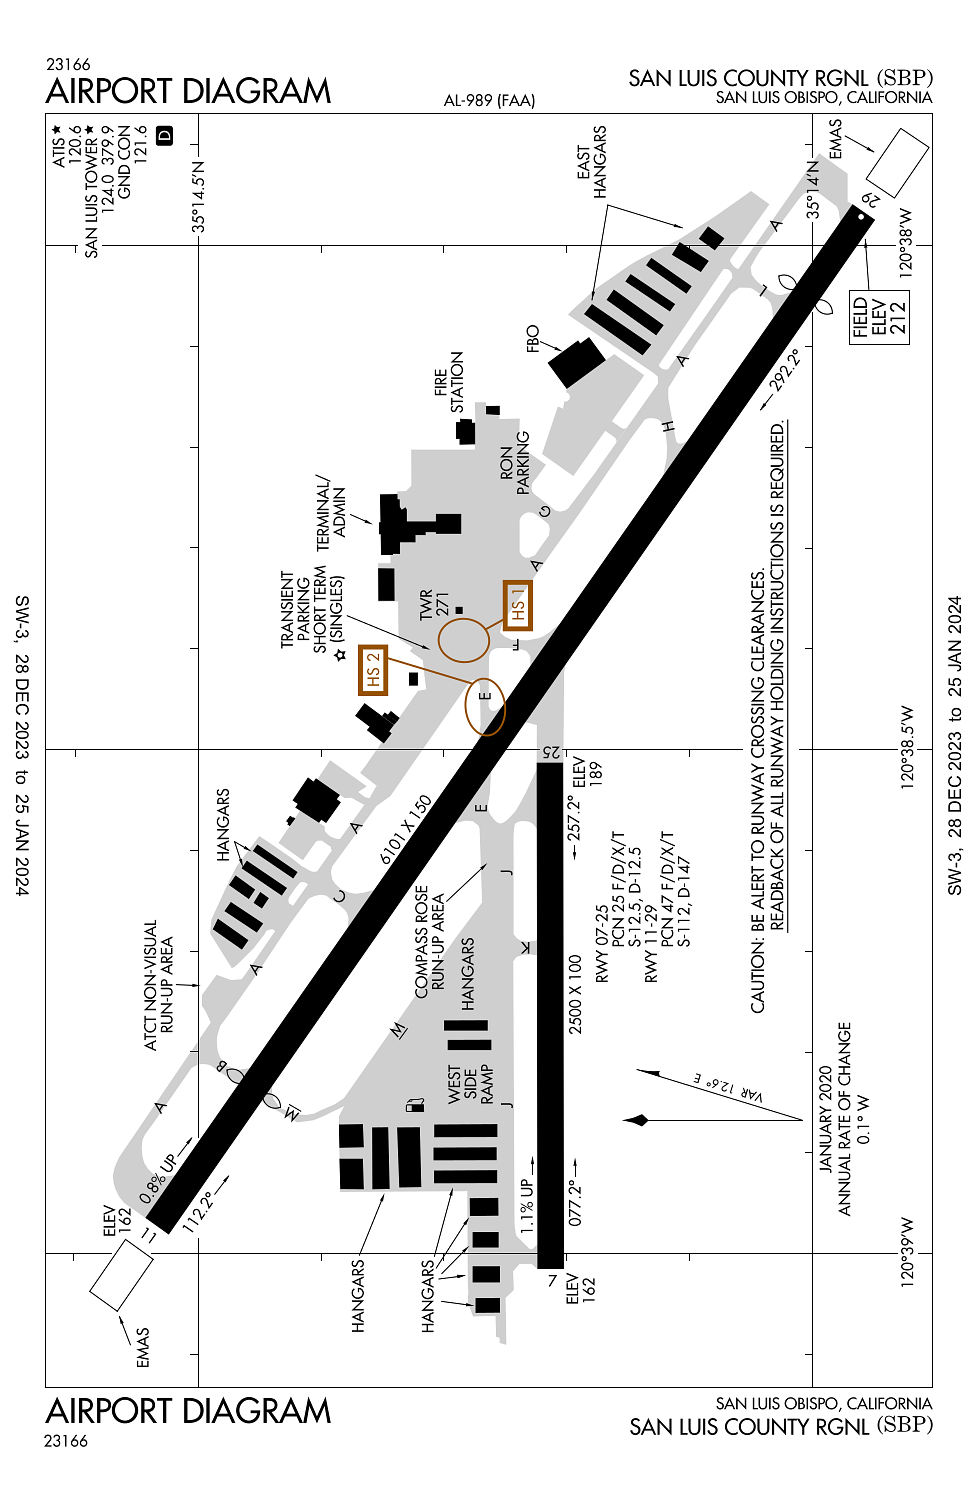 23166
AIRPORT DIAGRAM
AL-989 (FAA)
SAN LUIS COUNTY RGNL (SBP)
SAN LUIS OBISPO, CALIFORNIA
ATIS ★
120.6
SAN LUIS TOWER ★
124.0 379.9
GND CON
121.6
D
35°14.5'N
35°14'N
EMAS
29
120°38'W
FIELD
ELEV
212
EAST
HANGARS
A
L
FBO
A
292.2°
H
FIRE
STATION
RON
PARKING
G
TERMINAL/
ADMIN
A
TRANSIENT
PARKING
SHORT TERM
☆ (SINGLES)
TWR
271
HS 1
HS 2
F
E
25
ELEV
189
257.2°
120°38.5'W
E
HANGARS
A
6101 X 150
C
J
COMPASS ROSE
RUN-UP AREA
RWY 07-25
PCN 25 F/D/X/T
S-12.5, D-12.5
RWY 11-29
PCN 47 F/D/X/T
S-112, D-147
CAUTION: BE ALERT TO RUNWAY CROSSING CLEARANCES.
READBACK OF ALL RUNWAY HOLDING INSTRUCTIONS IS REQUIRED.
K
A
ATCT NON-VISUAL
RUN-UP AREA
HANGARS
2500 X 100
M
B
M
A
WEST
SIDE
RAMP
J
VAR 12.6° E
JANUARY 2020
ANNUAL RATE OF CHANGE
0.1° W
0.8% UP
112.2°
ELEV
162
11
1.1% UP
077.2°
7
ELEV
162
120°39'W
HANGARS
HANGARS
EMAS
SW-3, 28 DEC 2023 to 25 JAN 2024
SW-3, 28 DEC 2023 to 25 JAN 2024
AIRPORT DIAGRAM
23166
SAN LUIS OBISPO, CALIFORNIA
SAN LUIS COUNTY RGNL (SBP)